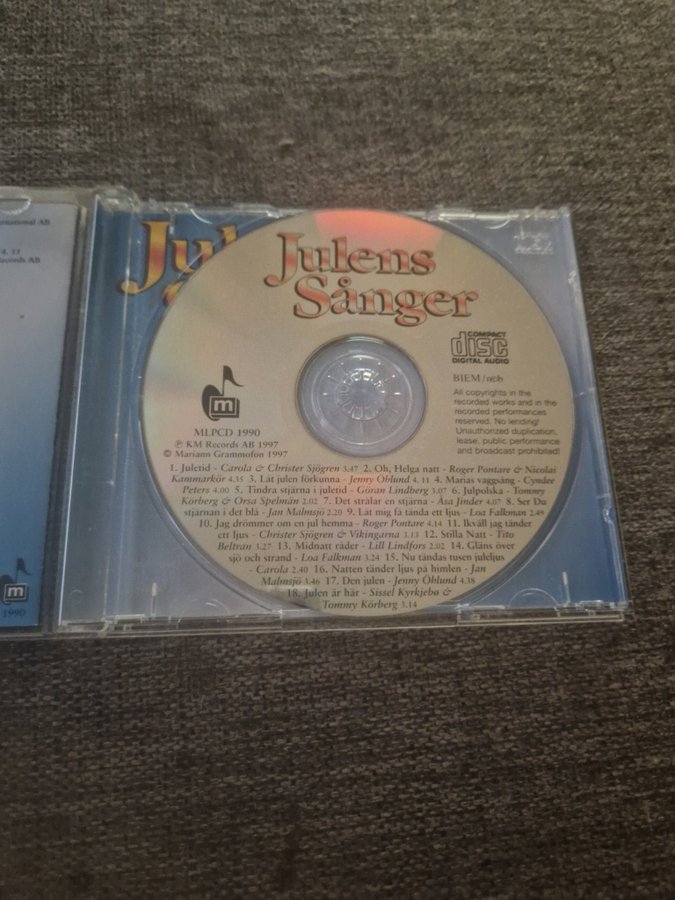 ernational AB
4. 13
ecords AB
1990
Jul
Julens
Sånger
COMPACT
disc
DIGITAL AUDIO
BIEM/ncb
All copyrights in the
recorded works and in the
recorded performances
reserved. No lending!
Unauthorized duplication,
lease, public performance
and broadcast prohibited!
m
MLPCD 1990
℗ KM Records AB 1997
© Mariann Grammofon 1997
1. Juletid - Carola & Christer Sjögren 3.47 2. Oh, Helga natt - Roger Pontare & Nicolai
Kammarkör 4.15 3. Låt julen förkunna - Jenny Öhlund 4. 11 4. Marias vaggsång - Cyndee
Peters 4.00 5. Tindra stjärna i juletid - Göran Lindberg 3.07 6. Julpolska - Tommy
Körberg & Orsa Spelmän 2.02 7. Det strålar en stjärna - Åsa Jinder 4.07 8. Ser Du
stjärnan i det blå - Jan Malmsjö 2.20 9. Låt mig få tända ett ljus - Loa Falkman 2.49
10. Jag drömmer om en jul hemma - Roger Pontare 4.14 11. Ikväll jag tänder
ett ljus - Christer Sjögren & Vikingarna 3.13 12. Stilla Natt - Tito
Beltran 3.27 13. Midnatt råder - Lill Lindfors 2.02 14. Gläns över
sjö och strand - Loa Falkman 3.24 15. Nu tändas tusen juleljus
- Carola 2.40 16. Natten tänder ljus på himlen - Jan
Malmsjö 3.46 17. Den julen - Jenny Öhlund 4.38
18. Julen är här - Sissel Kyrkjebø &
Tommy Körberg 3.14
m